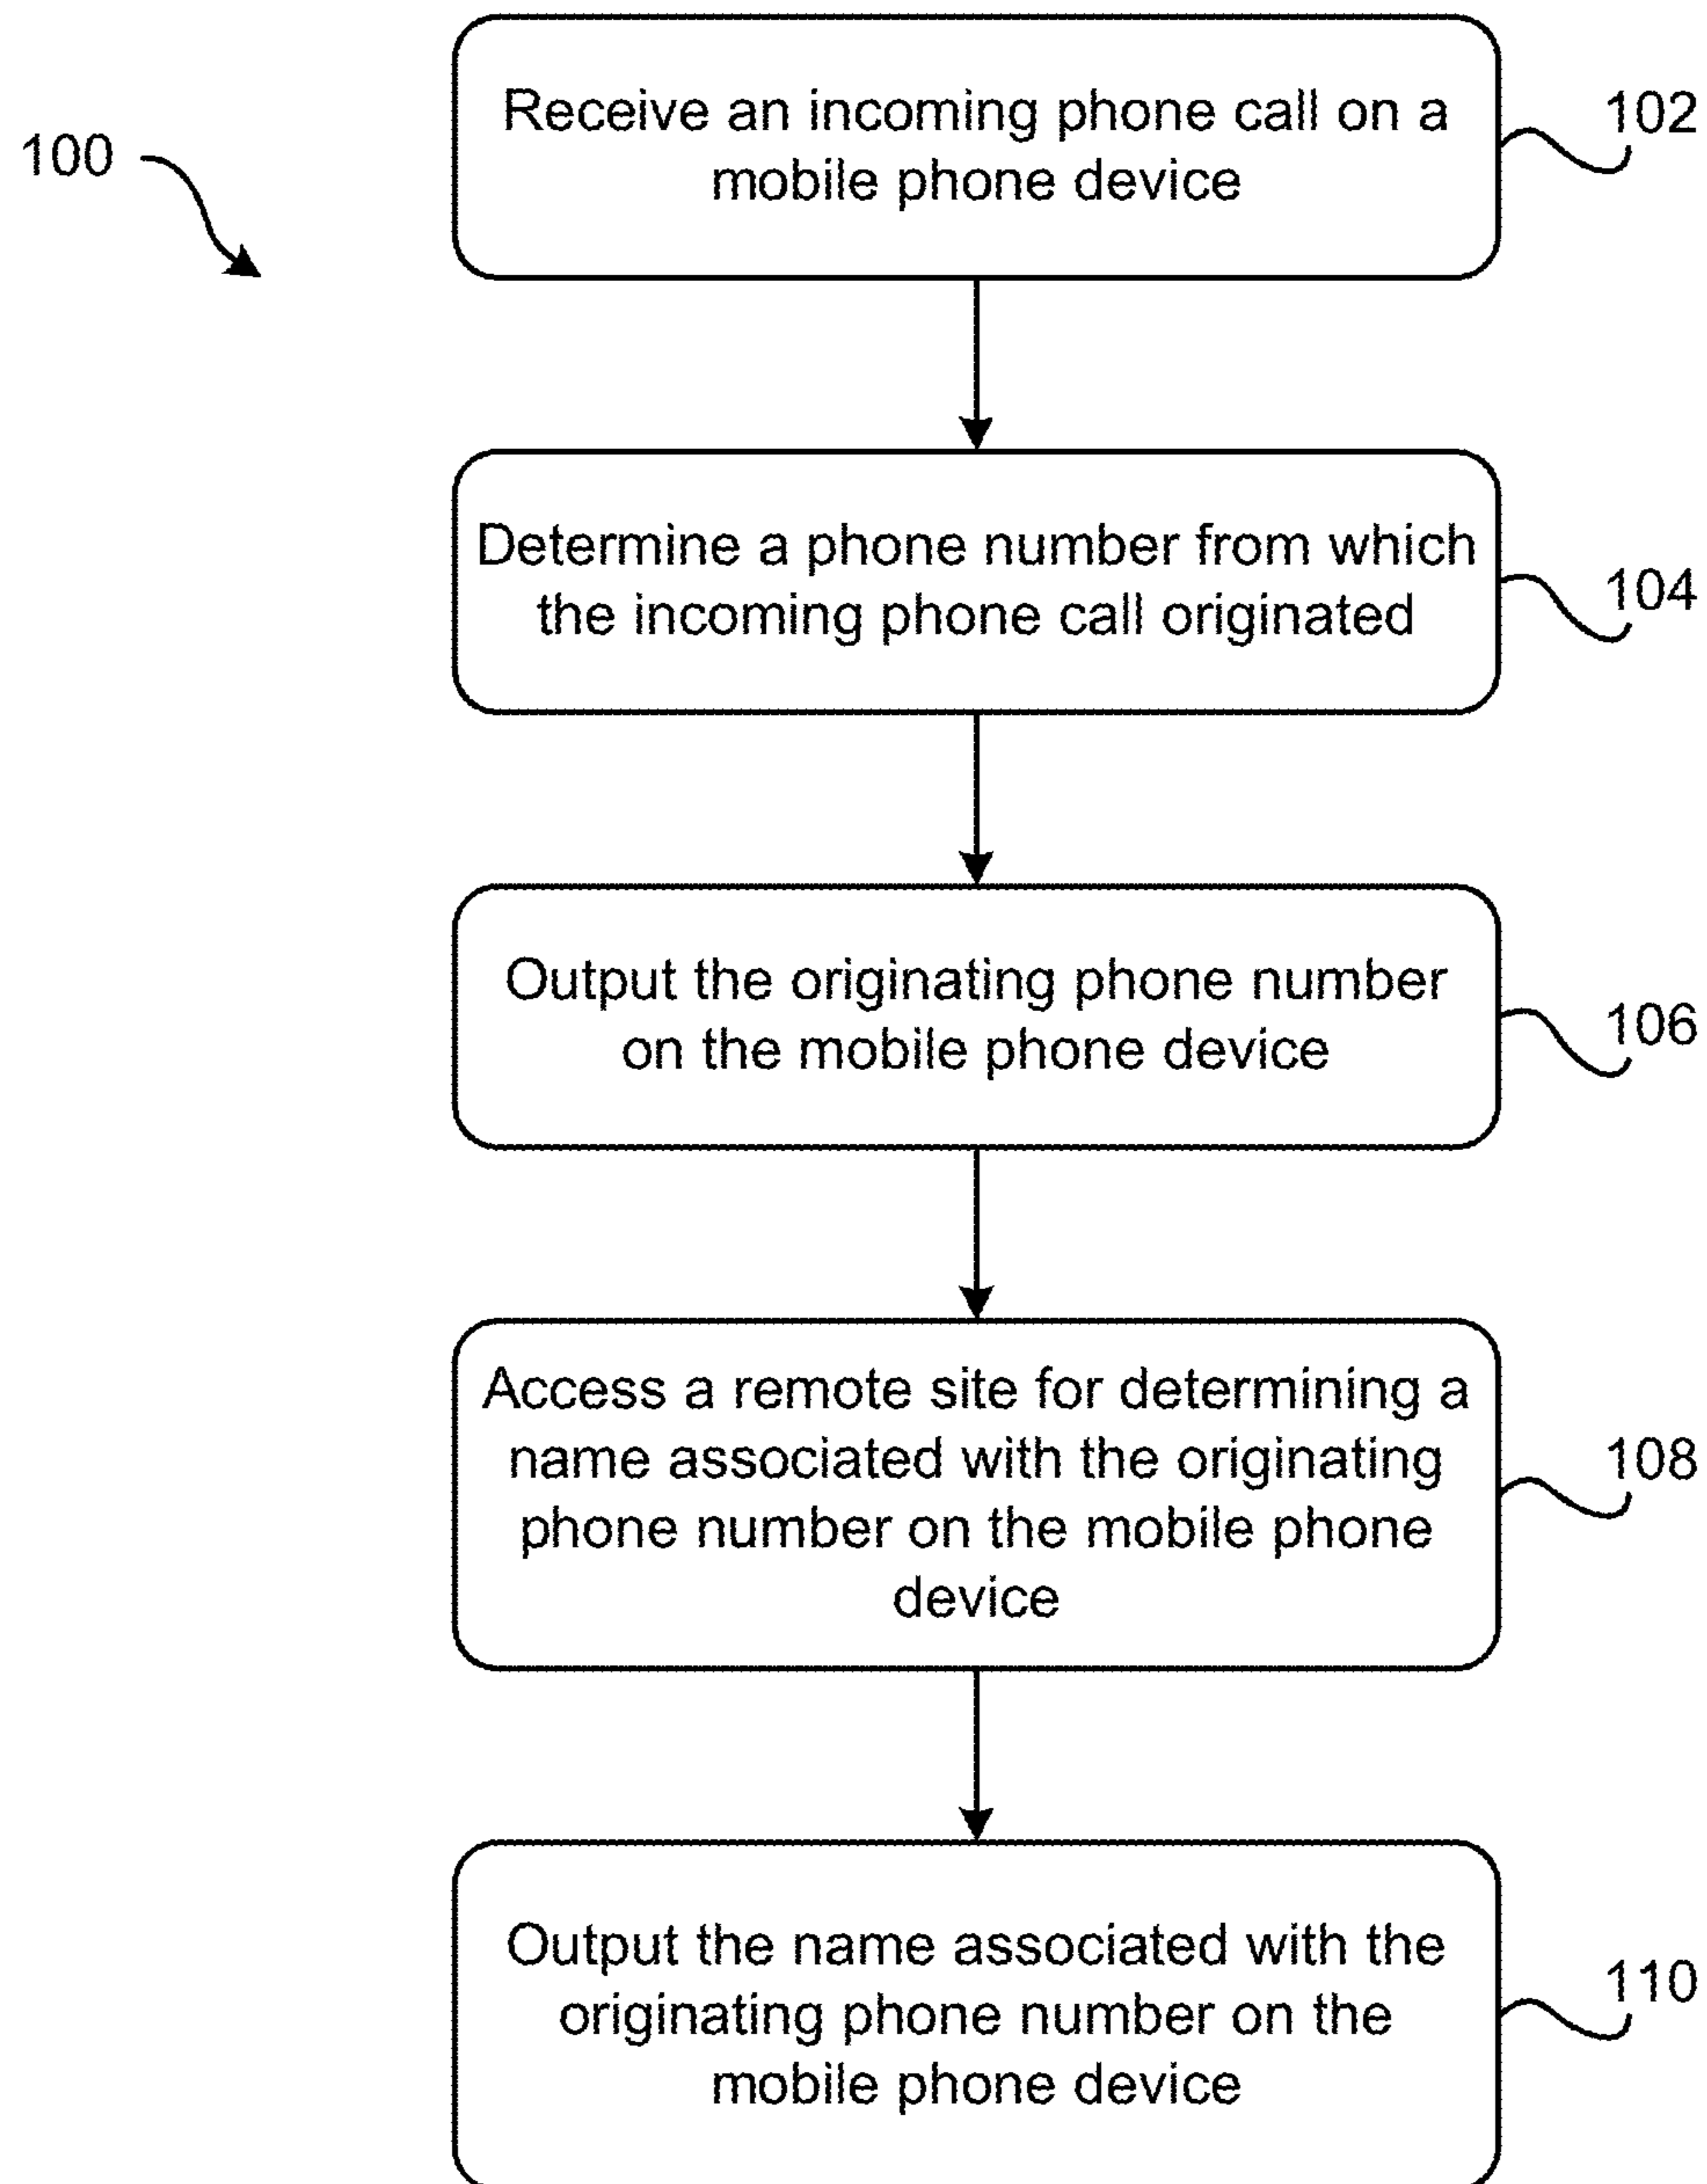 100
Receive an incoming phone call on a
mobile phone device
102
Determine a phone number from which
the incoming phone call originated
104
Output the originating phone number
on the mobile phone device
106
Access a remote site for determining a
name associated with the originating
phone number on the mobile phone
device
108
Output the name associated with the
originating phone number on the
mobile phone device
110